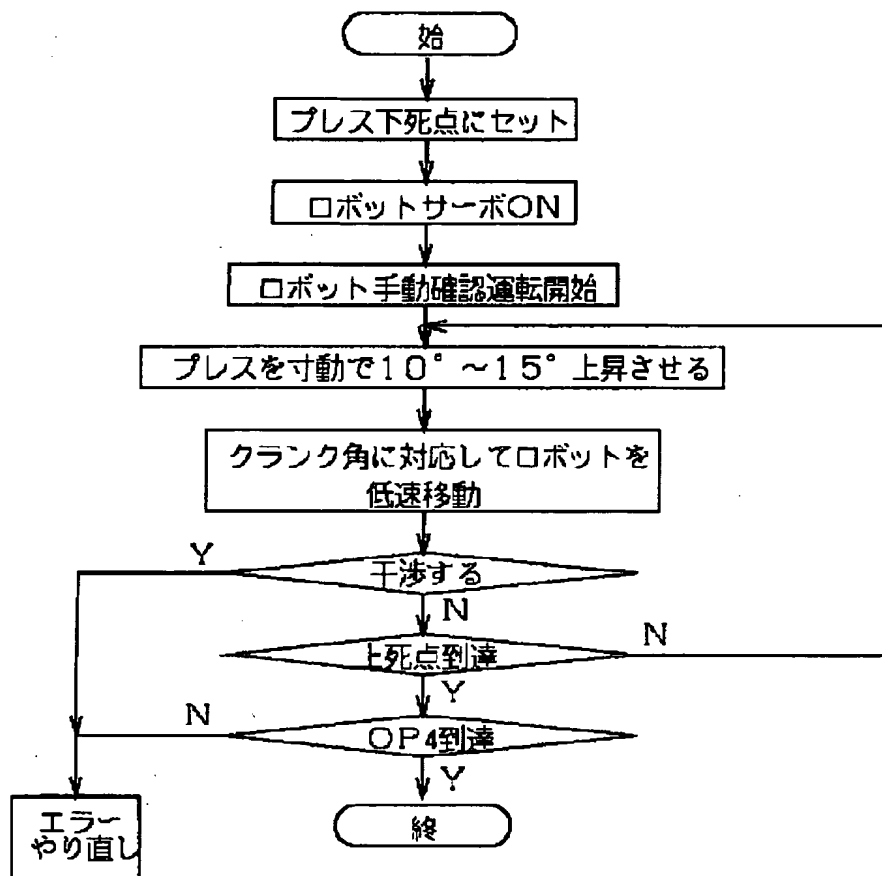 始
プレス下死点にセット
ロボットサーボON
ロボット手動確認運転開始
プレスを寸動で10°~15°上昇させる
クランク角に対応してロボットを
低速移動
Y
干渉する
N
上死点到達
N
Y
N
OP4到達
Y
エラー
やり直し
終